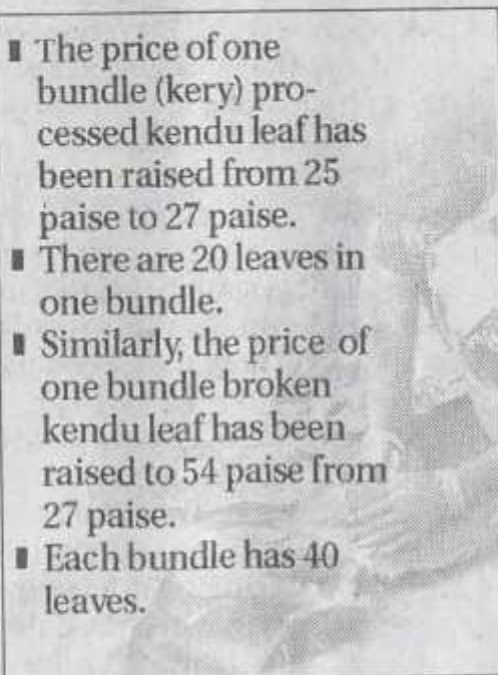 ▮ The price of one
bundle (kery) pro-
cessed kendu leaf has
been raised from 25
paise to 27 paise.
▮ There are 20 leaves in
one bundle.
▮ Similarly, the price of
one bundle broken
kendu leaf has been
raised to 54 paise from
27 paise.
▮ Each bundle has 40
leaves.